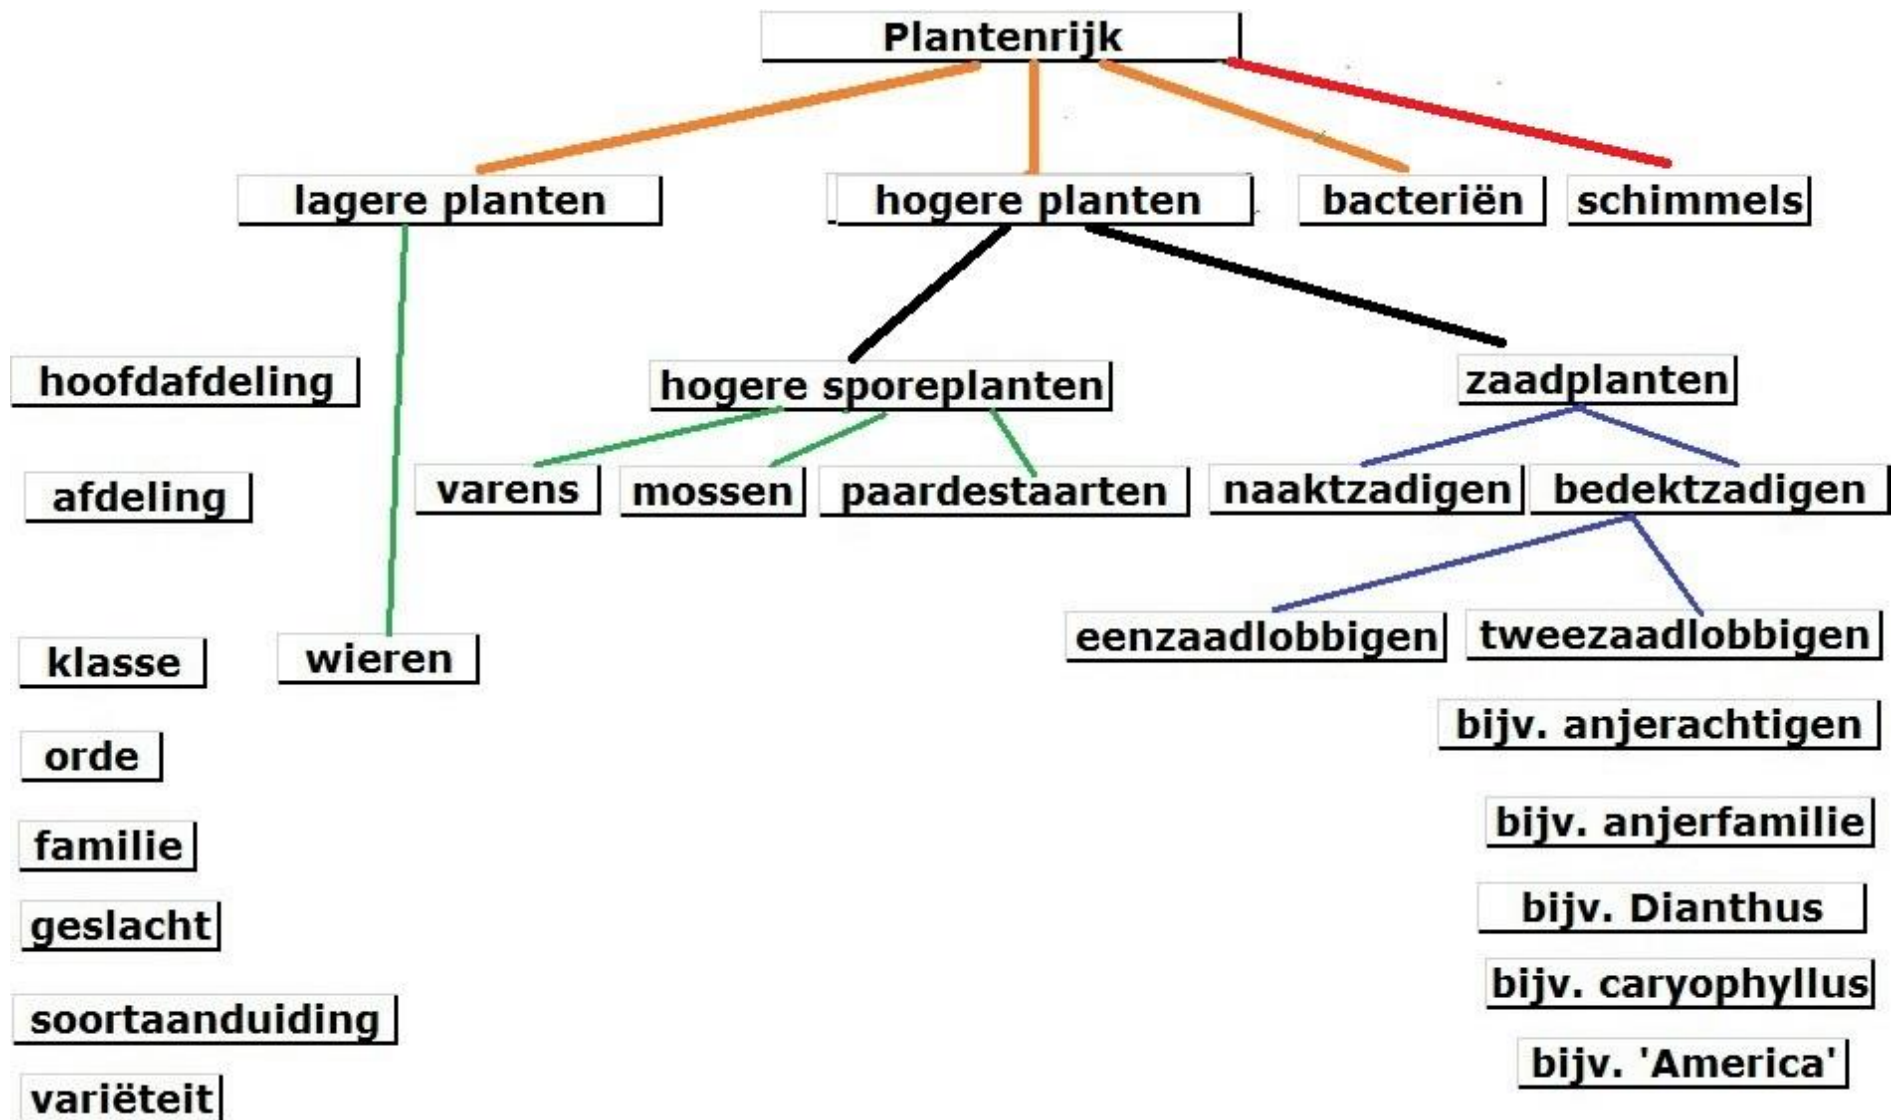 Plantenrijk
lagere planten
hogere planten
bacteriën
schimmels
hoofdafdeling
hogere sporeplanten
zaadplanten
afdeling
varens
mossen
paardestaarten
naaktzadigen
bedektzadigen
klasse
wieren
eenzaadlobbigen
tweezaadlobbigen
orde
bijv. anjerachtigen
familie
bijv. anjerfamilie
geslacht
bijv. Dianthus
soortaanduiding
bijv. caryophyllus
variëteit
bijv. 'America'